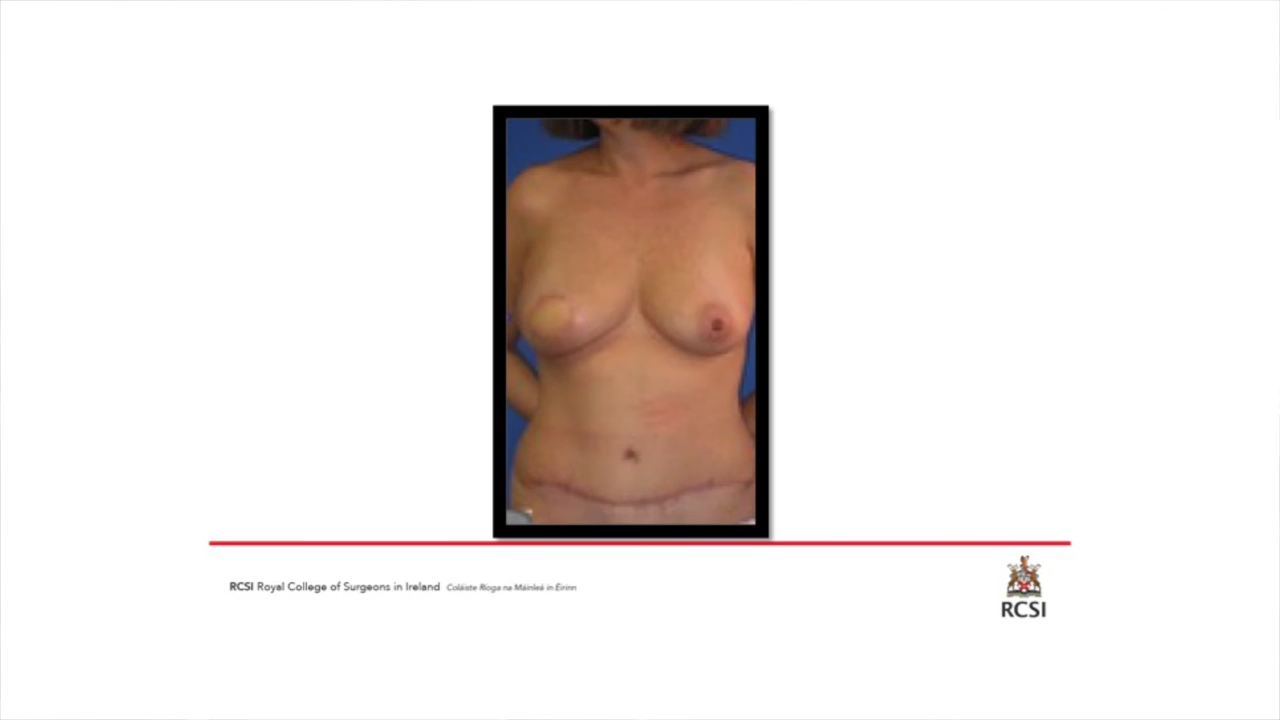 RCSI Royal College of Surgeons in Ireland Coláiste Ríoga na Máinleá in Éirinn
RCSI